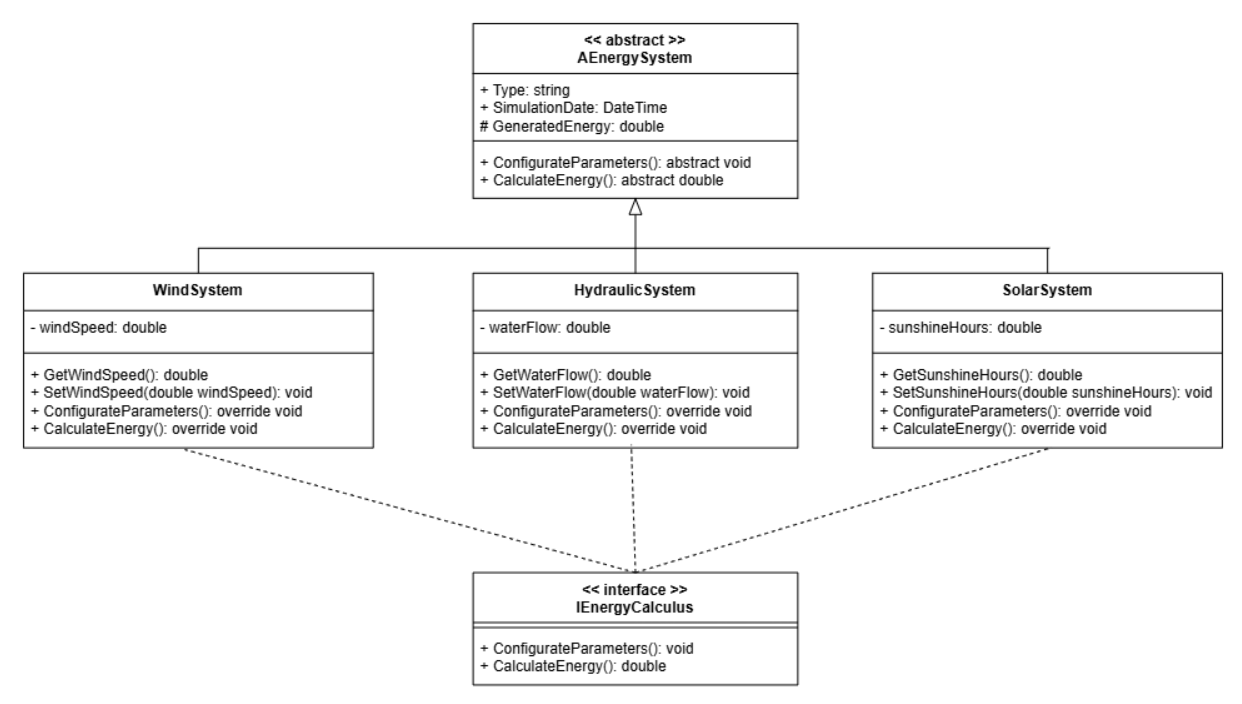 << abstract >>
AEnergySystem
+ Type: string
+ SimulationDate: DateTime
# GeneratedEnergy: double
+ ConfigurateParameters(): abstract void
+ CalculateEnergy(): abstract double
WindSystem
- windSpeed: double
+ GetWindSpeed(): double
+ SetWindSpeed(double windSpeed): void
+ ConfigurateParameters(): override void
+ CalculateEnergy(): override void
HydraulicSystem
- waterFlow: double
+ GetWaterFlow(): double
+ SetWaterFlow(double waterFlow): void
+ ConfigurateParameters(): override void
+ CalculateEnergy(): override void
SolarSystem
- sunshineHours: double
+ GetSunshineHours(): double
+ SetSunshineHours(double sunshineHours): void
+ ConfigurateParameters(): override void
+ CalculateEnergy(): override void
<< interface >>
IEnergyCalculus
+ ConfigurateParameters(): void
+ CalculateEnergy(): double